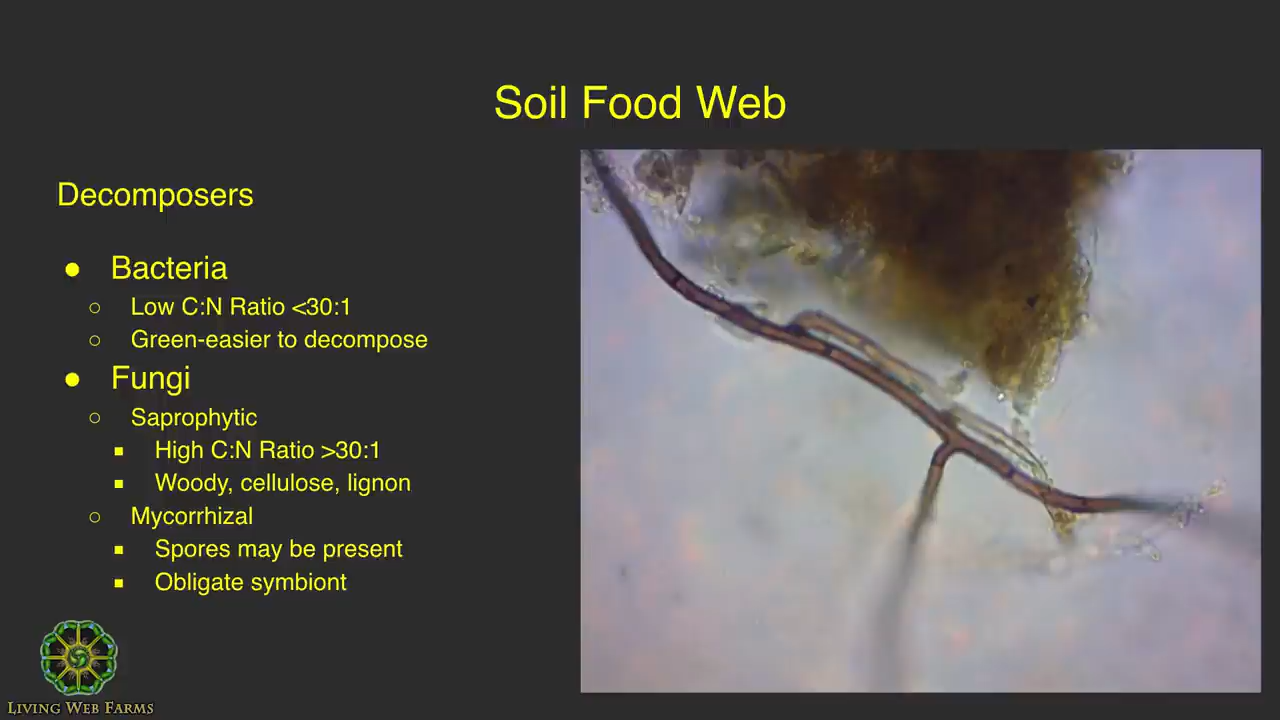 Soil Food Web
Decomposers
● Bacteria
○ Low C:N Ratio <30:1
○ Green-easier to decompose
● Fungi
○ Saprophytic
■ High C:N Ratio >30:1
■ Woody, cellulose, lignon
○ Mycorrhizal
■ Spores may be present
■ Obligate symbiont
LIVING WEB FARMS